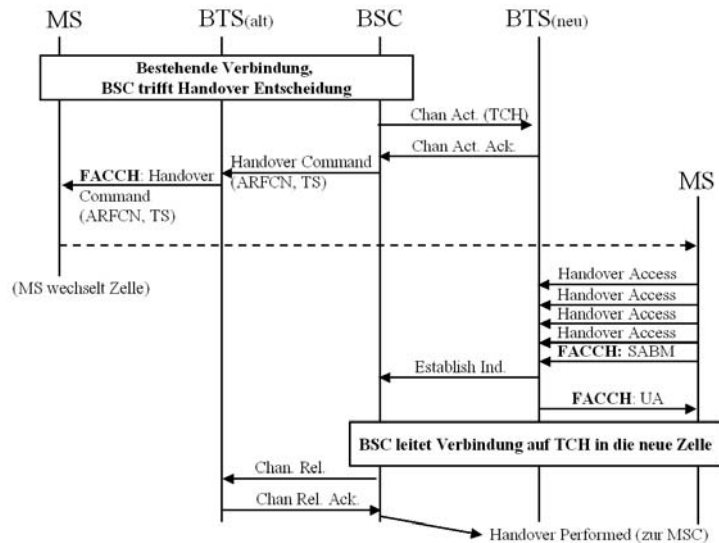 MS
BTS(alt)
BSC
BTS(neu)
Bestehende Verbindung,
BSC trifft Handover Entscheidung
Chan Act. (TCH)
Chan Act. Ack.
Handover Command
(ARFCN, TS)
FACCH: Handover
Command
(ARFCN, TS)
MS
(MS wechselt Zelle)
Handover Access
Handover Access
Handover Access
Handover Access
FACCH: SABM
Establish Ind.
FACCH: UA
BSC leitet Verbindung auf TCH in die neue Zelle
Chan. Rel.
Chan Rel. Ack.
Handover Performed (zur MSC)